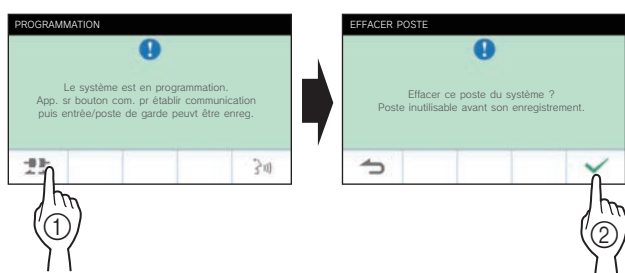 PROGRAMMATION
Le système est en programmation.
App. sr bouton com. pr établir communication
puis entrée/poste de garde peuvt être enreg.
1
EFFACER POSTE
Effacer ce poste du système ?
Poste inutilisable avant son enregistrement.
2